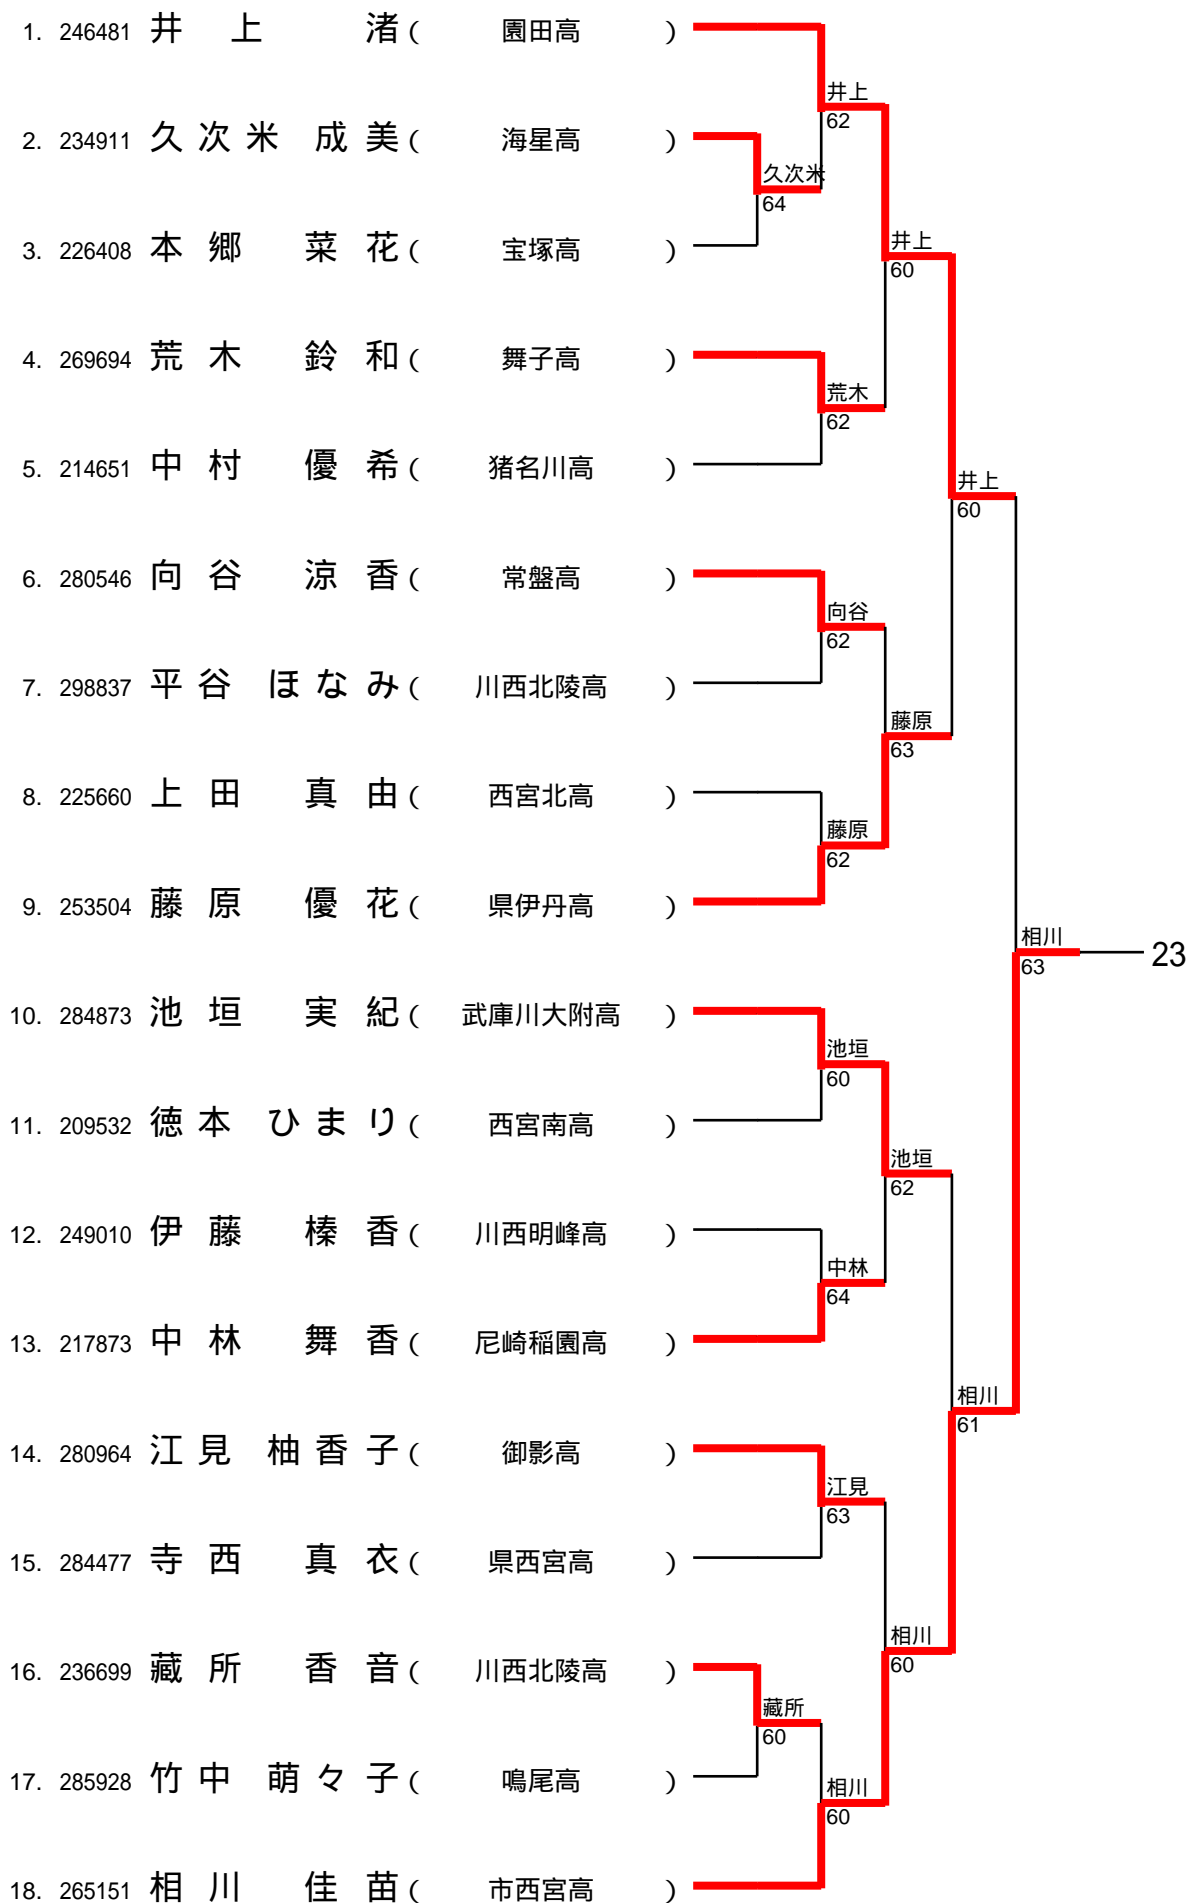 1. 246481 井上 渚 ( 園田高 )
井上
62
2. 234911 久次米 成美 ( 海星高 )
久次米
64
3. 226408 本郷 菜花 ( 宝塚高 )
井上
60
4. 269694 荒木 鈴和 ( 舞子高 )
荒木
62
5. 214651 中村 優希 ( 猪名川高 )
井上
60
6. 280546 向谷 涼香 ( 常盤高 )
向谷
62
7. 298837 平谷 ほなみ ( 川西北陵高 )
藤原
63
8. 225660 上田 真由 ( 西宮北高 )
藤原
62
9. 253504 藤原 優花 ( 県伊丹高 )
相川
63
23
10. 284873 池垣 実紀 ( 武庫川大附高 )
池垣
60
11. 209532 徳本 ひまり ( 西宮南高 )
池垣
62
12. 249010 伊藤 榛香 ( 川西明峰高 )
中林
64
13. 217873 中林 舞香 ( 尼崎稲園高 )
相川
61
14. 280964 江見 柚香子 ( 御影高 )
江見
63
15. 284477 寺西 真衣 ( 県西宮高 )
相川
60
16. 236699 藏所 香音 ( 川西北陵高 )
藏所
60
17. 285928 竹中 萌々子 ( 鳴尾高 )
相川
60
18. 265151 相川 佳苗 ( 市西宮高 )